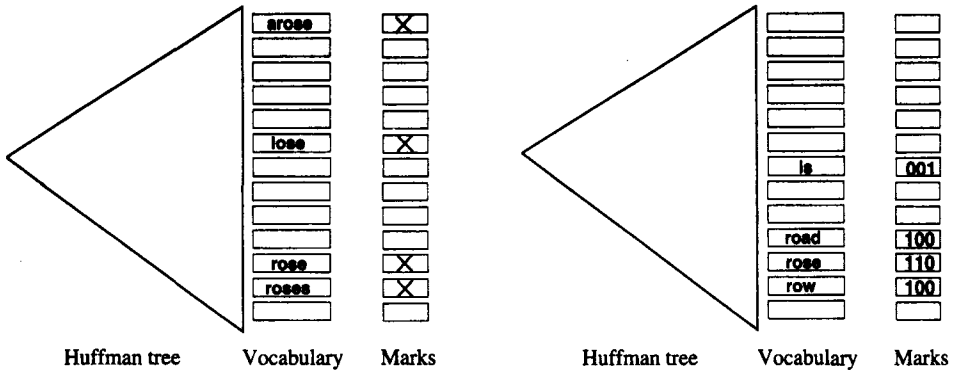 arose X
lose X
rose X
roses X
Huffman tree Vocabulary Marks
is 001
road 100
rose 110
row 100
Huffman tree Vocabulary Marks